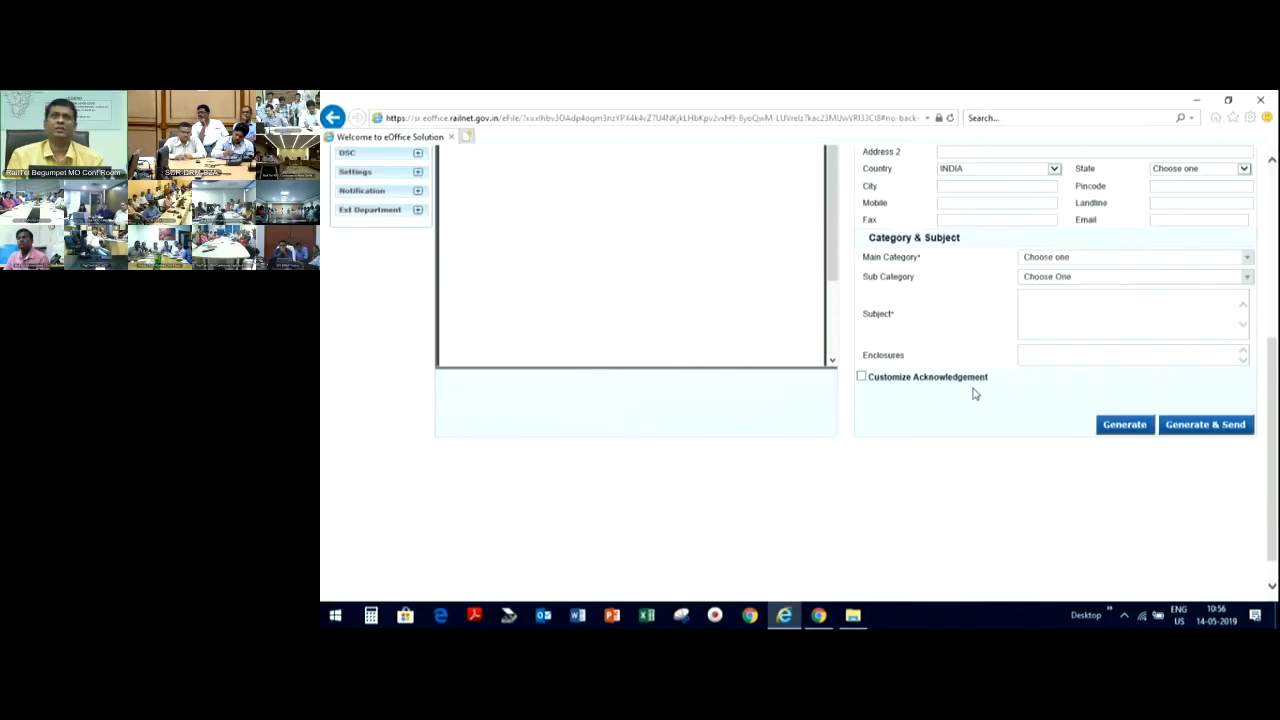 RailTel Begumpet MO Conf Room
SCR-DRM-BZA
https://sr.eoffice.railnet.gov.in/eFile/
Search...
Welcome to eOffice Solution
DSC
Settings
Notification
Ext Department
Address 2
Country INDIA State Choose one
City Pincode
Mobile Landline
Fax Email
Category & Subject
Main Category* Choose one
Sub Category Choose One
Subject*
Enclosures
Customize Acknowledgement
Generate Generate & Send
Desktop
ENG
US
10:56
14-05-2019